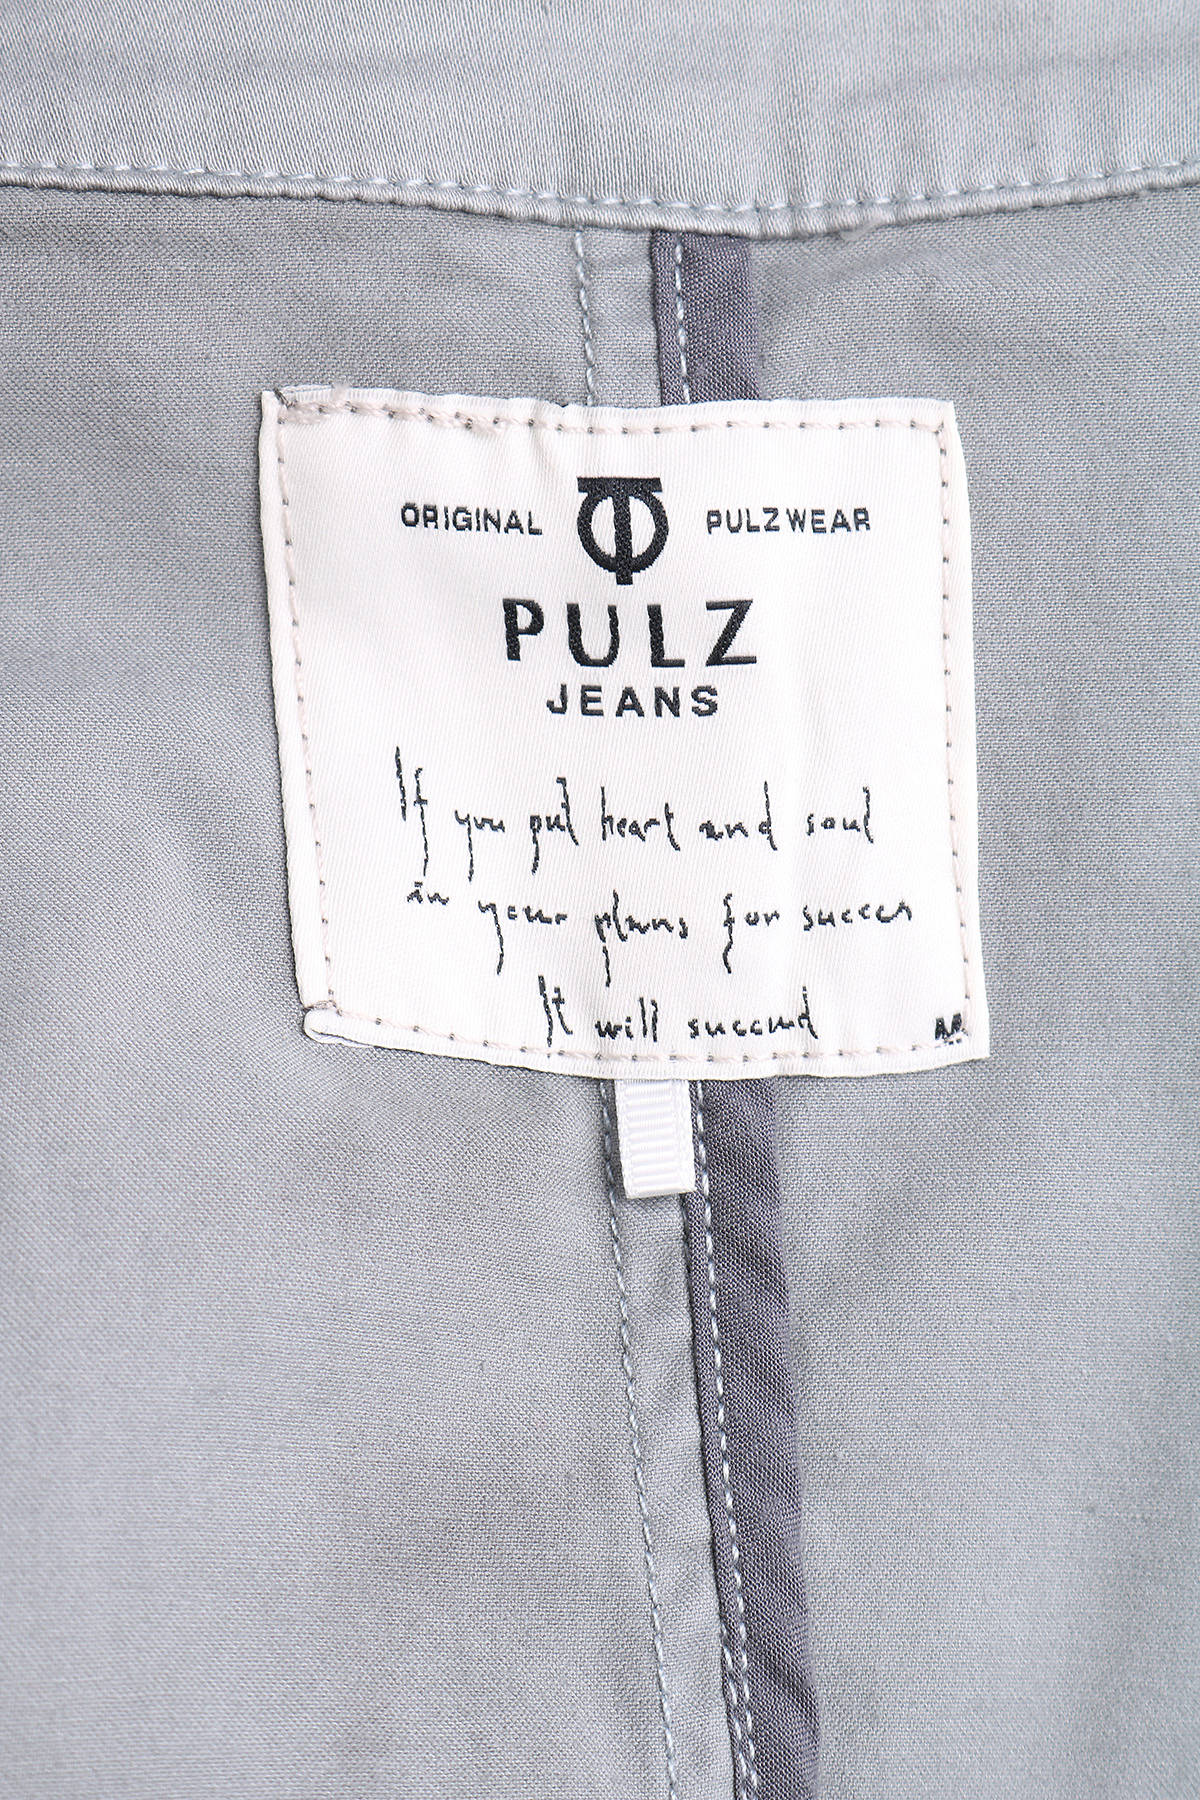 ORIGINAL PULZWEAR
PULZ
JEANS
If you put heart and soul
in your plans for succes
It will succeed
M